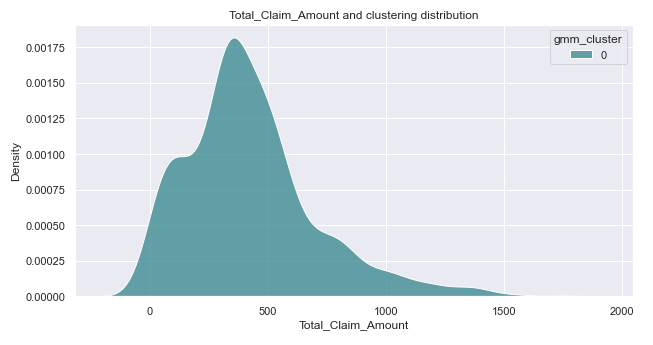 Total_Claim_Amount and clustering distribution
gmm_cluster
0
0.00175
0.00150
0.00125
0.00100
0.00075
0.00050
0.00025
0.00000
Density
0 500 1000 1500 2000
Total_Claim_Amount